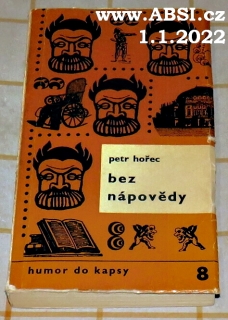 www.ABSI.cz
1.1.2022
petr hořec
bez
nápovědy
humor do kapsy 8